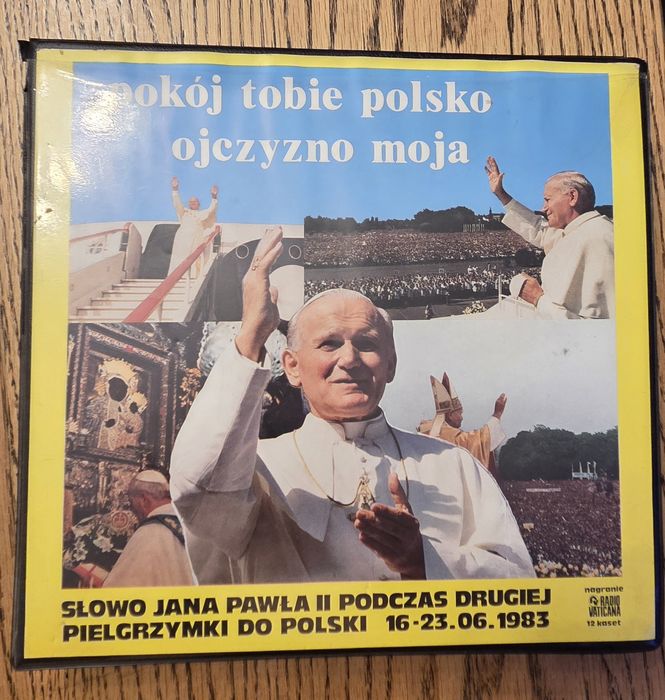 pokój tobie polsko
ojczyzno moja
SŁOWO JANA PAWŁA II PODCZAS DRUGIEJ
PIELGRZYMKI DO POLSKI 16-23.06.1983
nagranie
RADIO
VATICANA
12 kaset